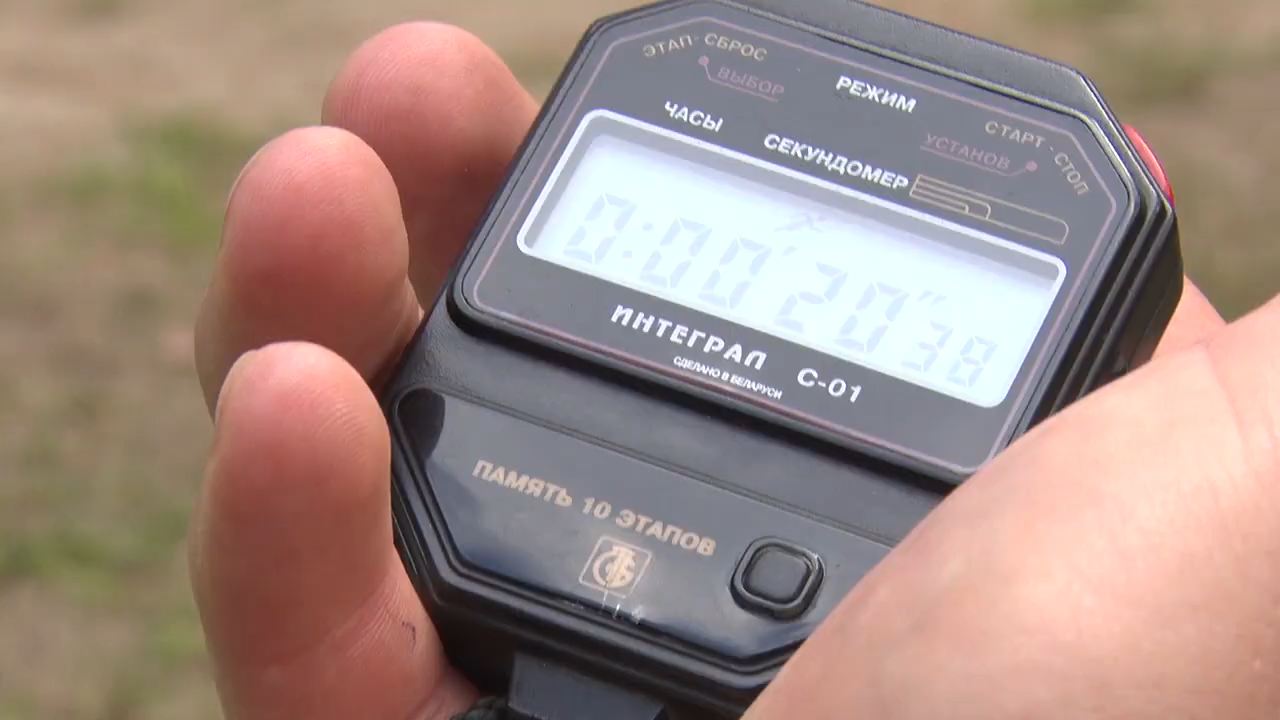 ЭТАП - СБРОС
ВЫБОР
РЕЖИМ
СТАРТ - СТОП
УСТАНОВ
ЧАСЫ
СЕКУНДОМЕР
0:00'20"38
ИНТЕГРАЛ С-01
СДЕЛАНО В БЕЛАРУСИ
ПАМЯТЬ 10 ЭТАПОВ